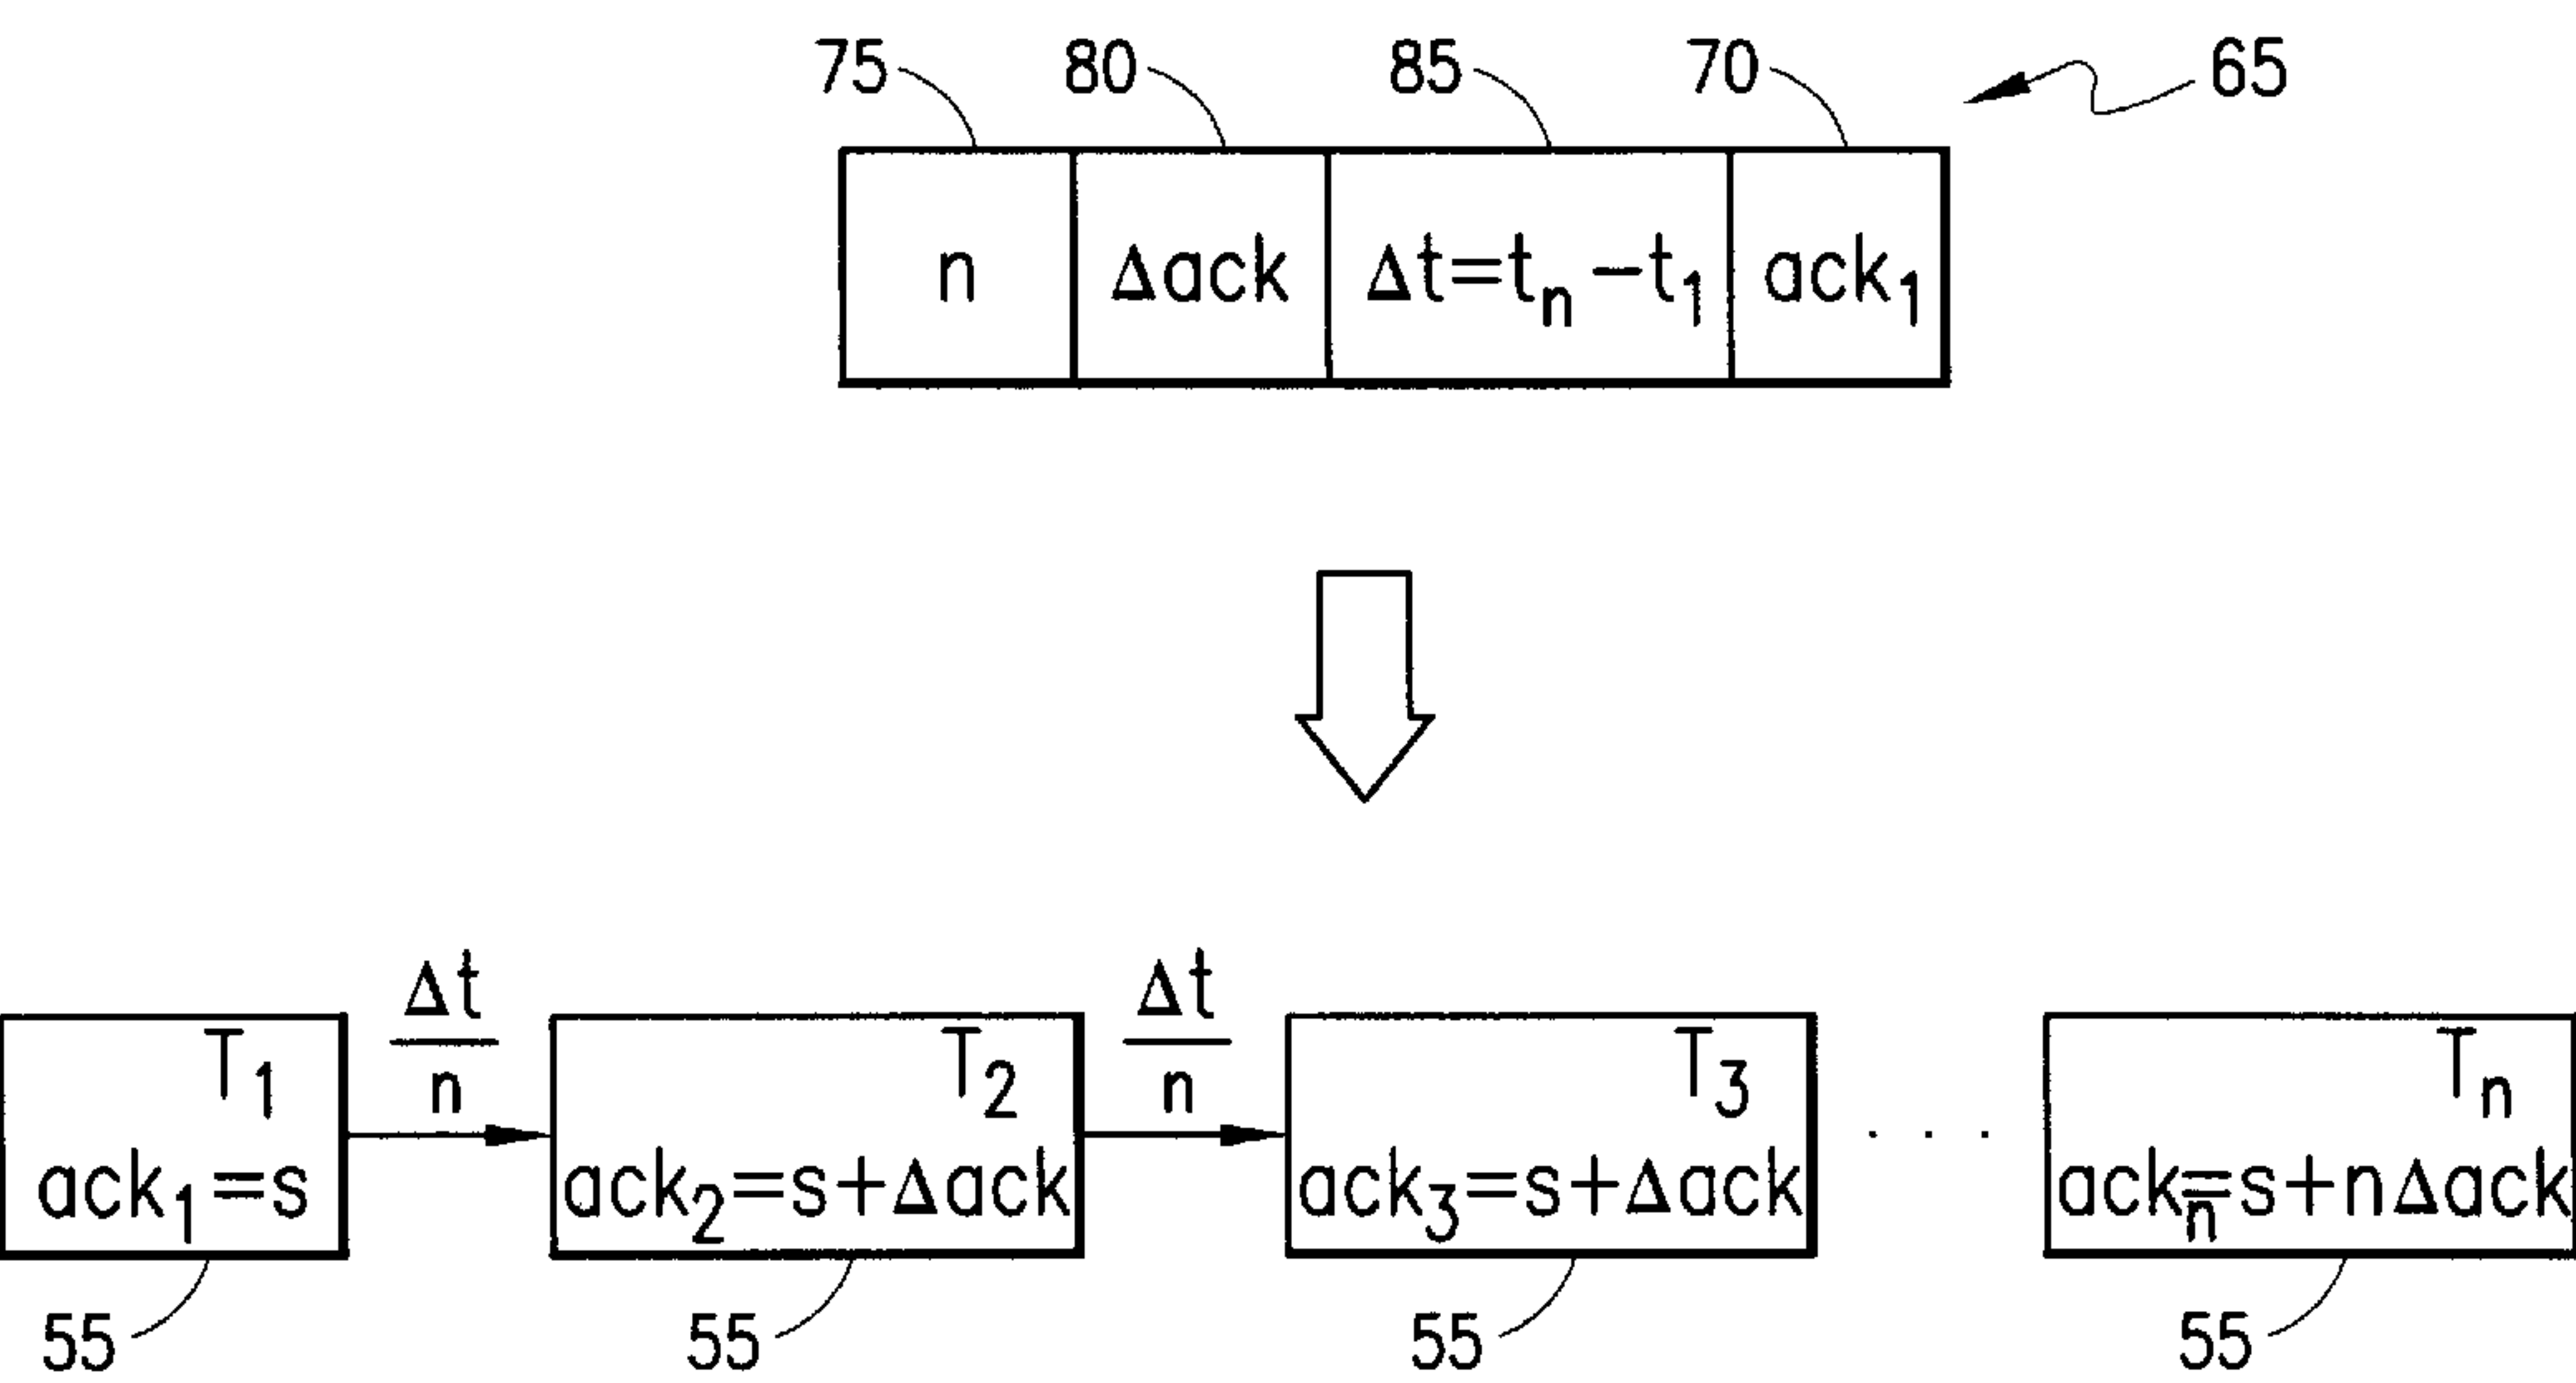 75 80 85 70 65
n Δack Δt=tₙ−t₁ ack₁
Δt Δt
n n
T₁ T₂ T₃ Tₙ
ack₁=s ack₂=s+Δack ack₃=s+Δack . . . ackₙ=s+nΔack
55 55 55 55